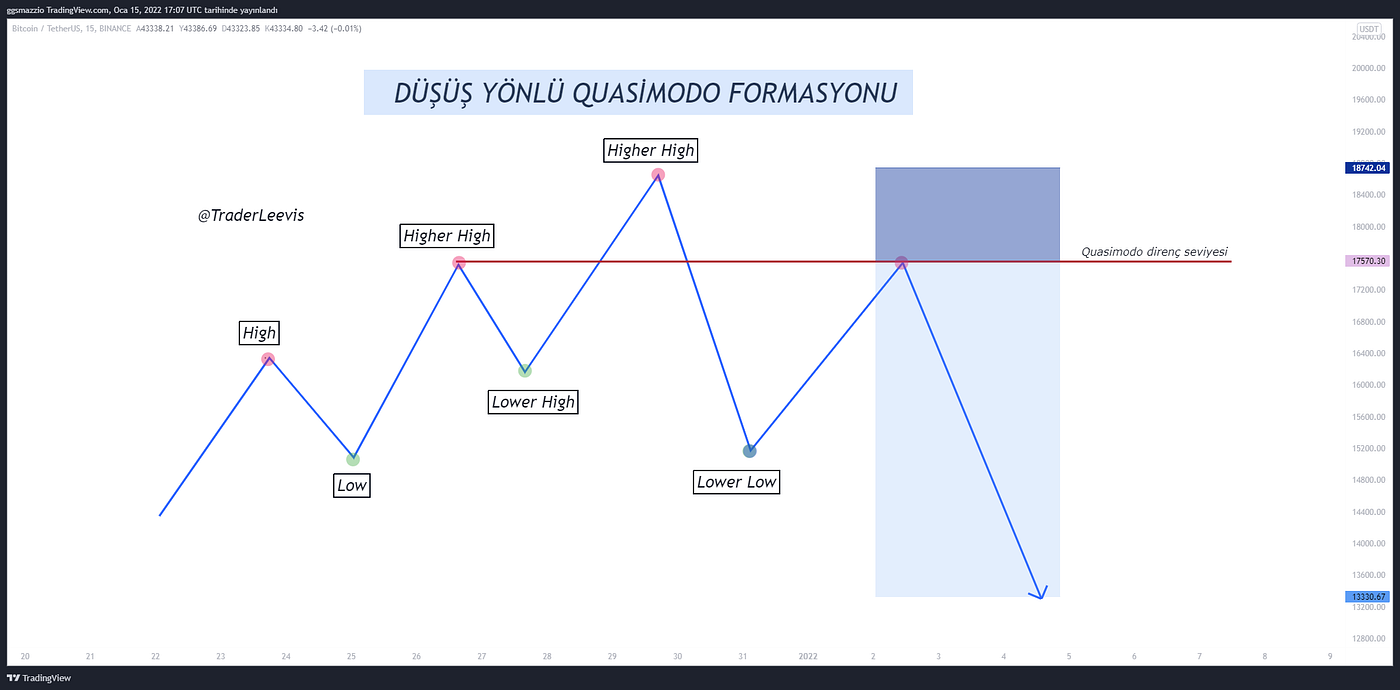 ggsmazzio TradingView.com, Oca 15, 2022 17:07 UTC tarihinde yayınlandı
Bitcoin / TetherUS, 15, BINANCE A43338.21 Y43386.69 D43323.85 K43334.80 −3.42 (−0.01%)
USDT
20400.00
DÜŞÜŞ YÖNLÜ QUASİMODO FORMASYONU
20000.00
19600.00
19200.00
Higher High
18742.04
18400.00
@TraderLeevis
18000.00
Higher High
Quasimodo direnç seviyesi
17570.30
17200.00
High
16800.00
16400.00
16000.00
Lower High
15600.00
15200.00
Low
Lower Low
14800.00
14400.00
14000.00
13600.00
13330.67
13200.00
12800.00
20 21 22 23 24 25 26 27 28 29 30 31 2022 2 3 4 5 6 7 8 9
TradingView